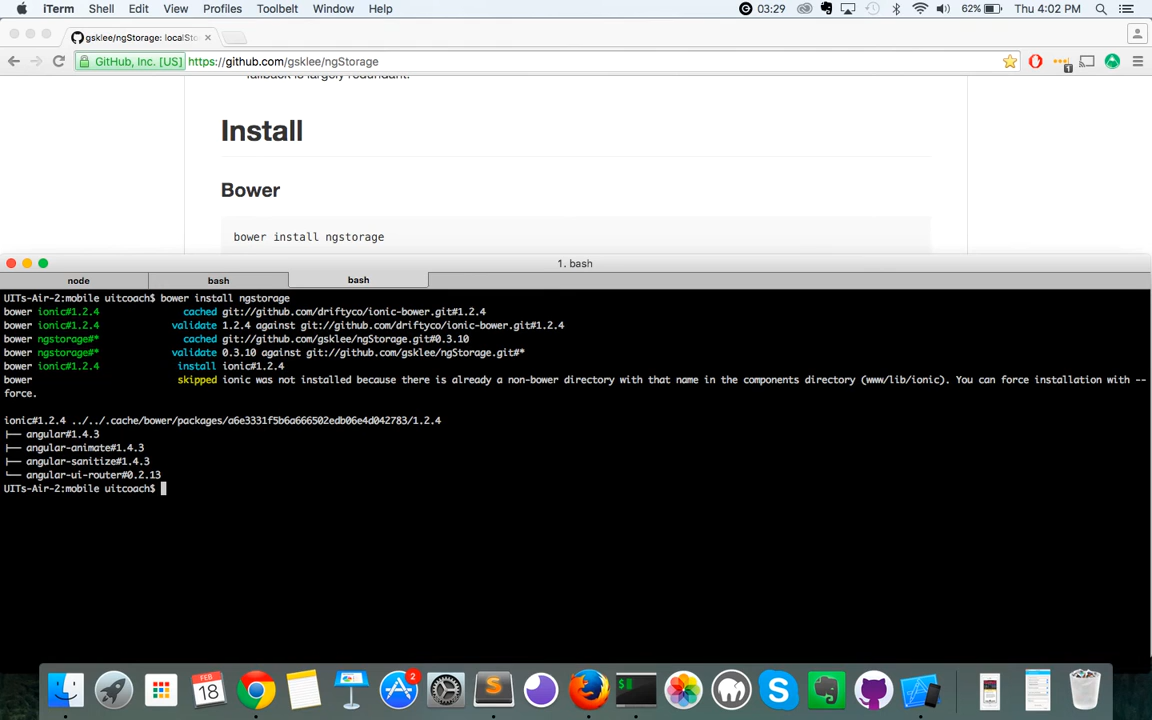 iTerm Shell Edit View Profiles Toolbelt Window Help 03:29 62% Thu 4:02 PM
gsklee/ngStorage: localSto
GitHub, Inc. [US] https://github.com/gsklee/ngStorage
fallback is largely redundant.
Install
Bower
bower install ngstorage
1. bash
node bash bash
UITs-Air-2:mobile uitcoach$ bower install ngstorage
bower ionic#1.2.4 cached git://github.com/driftyco/ionic-bower.git#1.2.4
bower ionic#1.2.4 validate 1.2.4 against git://github.com/driftyco/ionic-bower.git#1.2.4
bower ngstorage#* cached git://github.com/gsklee/ngStorage.git#0.3.10
bower ngstorage#* validate 0.3.10 against git://github.com/gsklee/ngStorage.git#*
bower ionic#1.2.4 install ionic#1.2.4
bower skipped ionic was not installed because there is already a non-bower directory with that name in the components directory (www/lib/ionic). You can force installation with --
force.
ionic#1.2.4 ../../.cache/bower/packages/a6e3331f5b6a666502edb06e4d042783/1.2.4
├── angular#1.4.3
├── angular-animate#1.4.3
├── angular-sanitize#1.4.3
└── angular-ui-router#0.2.13
UITs-Air-2:mobile uitcoach$
FEB
18
2